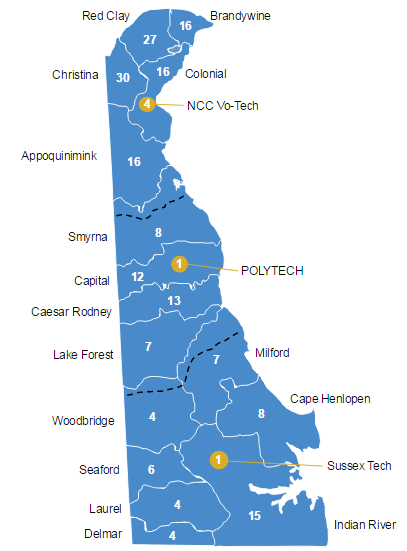 Red Clay
Brandywine
16
27
Christina
30
16
Colonial
4
NCC Vo-Tech
Appoquinimink
16
Smyrna
8
1
POLYTECH
Capital
12
Caesar Rodney
13
Lake Forest
7
7
Milford
Cape Henlopen
Woodbridge
4
8
Seaford
6
1
Sussex Tech
Laurel
4
15
Indian River
Delmar
4